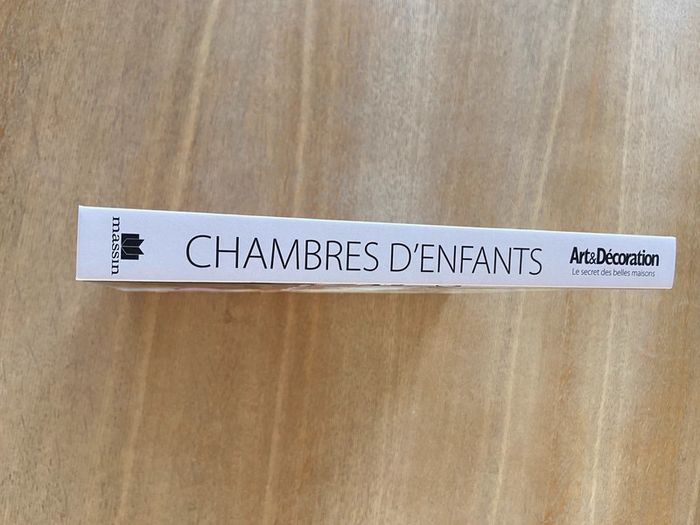 massin
CHAMBRES D'ENFANTS
Art&Décoration
Le secret des belles maisons